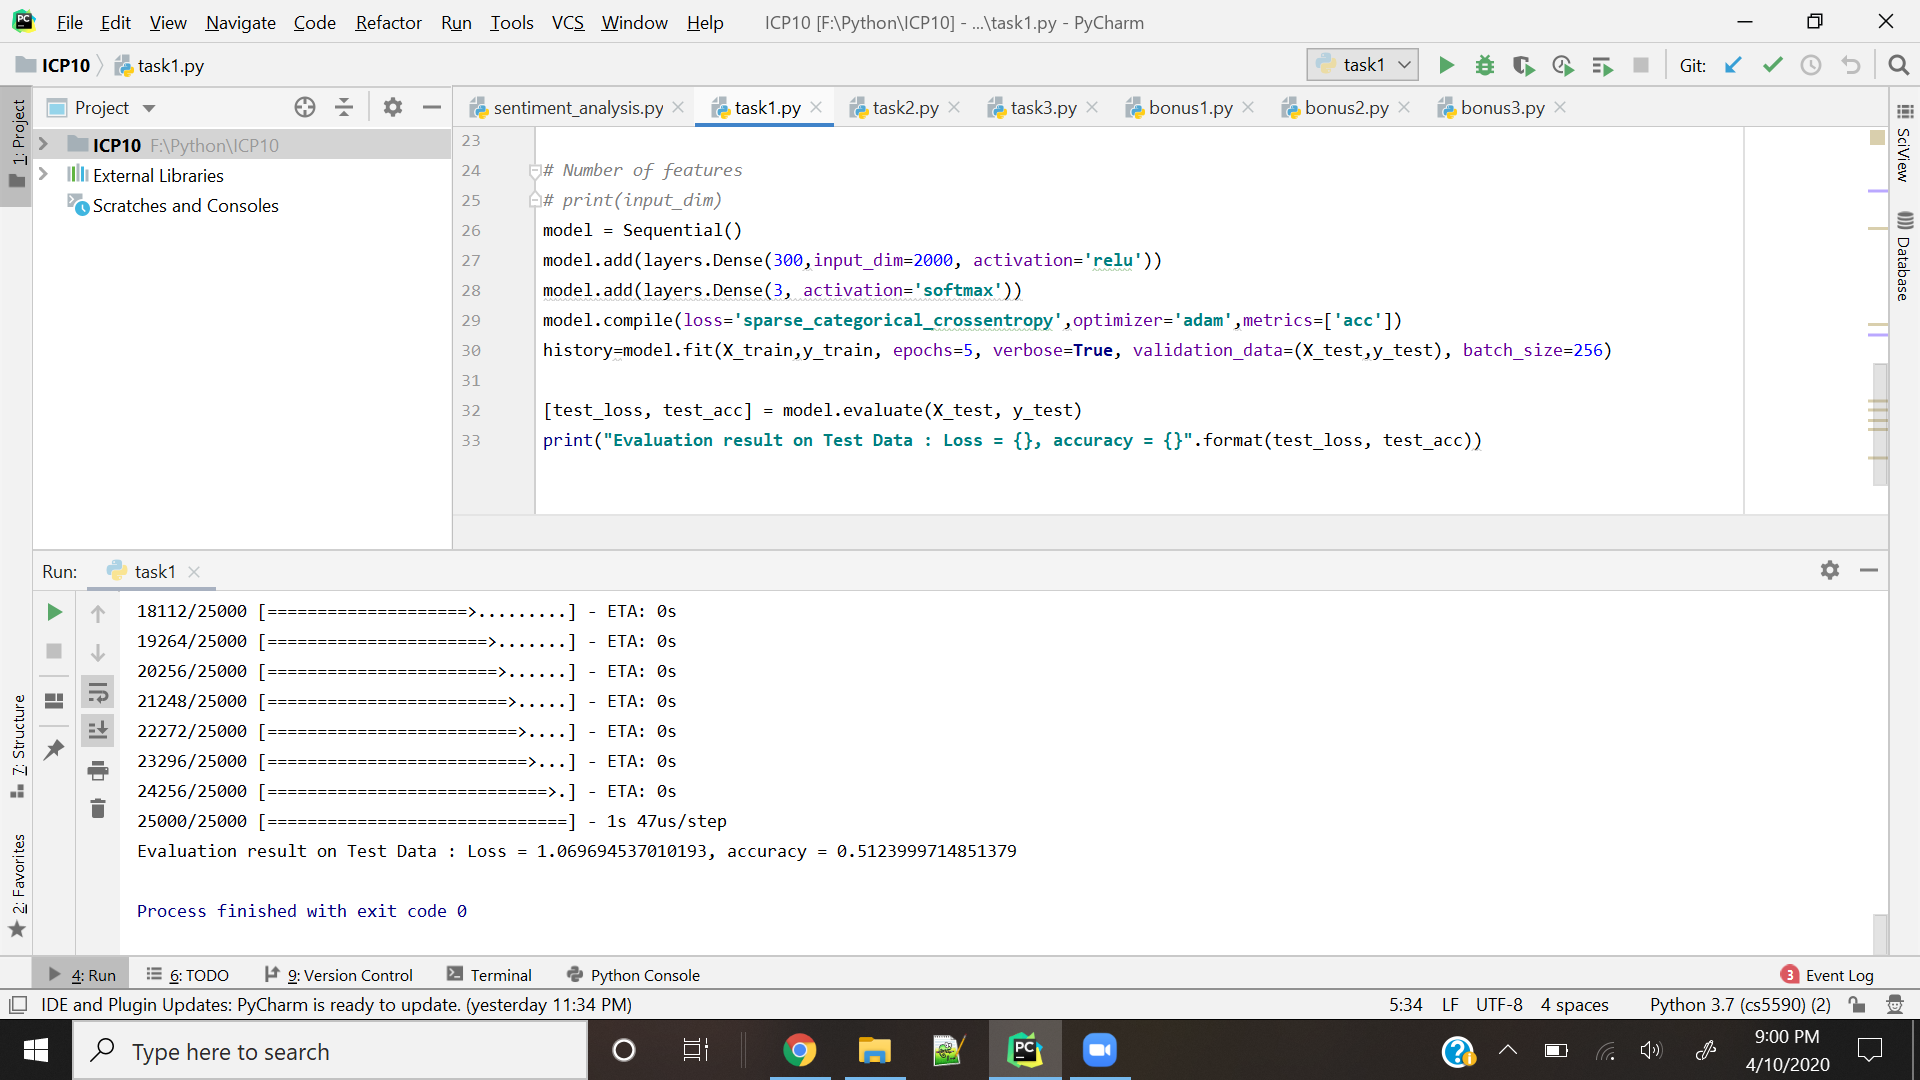 File Edit View Navigate Code Refactor Run Tools VCS Window Help ICP10 [F:\Python\ICP10] - ...\task1.py - PyCharm
ICP10 task1.py task1 Git:
1: Project
Project
sentiment_analysis.py task1.py task2.py task3.py bonus1.py bonus2.py bonus3.py
ICP10 F:\Python\ICP10
External Libraries
Scratches and Consoles
23
24 # Number of features
25 # print(input_dim)
26 model = Sequential()
27 model.add(layers.Dense(300,input_dim=2000, activation='relu'))
28 model.add(layers.Dense(3, activation='softmax'))
29 model.compile(loss='sparse_categorical_crossentropy',optimizer='adam',metrics=['acc'])
30 history=model.fit(X_train,y_train, epochs=5, verbose=True, validation_data=(X_test,y_test), batch_size=256)
31
32 [test_loss, test_acc] = model.evaluate(X_test, y_test)
33 print("Evaluation result on Test Data : Loss = {}, accuracy = {}".format(test_loss, test_acc))
SciView
Database
Run: task1
18112/25000 [====================>.........] - ETA: 0s
19264/25000 [======================>.......] - ETA: 0s
20256/25000 [=======================>......] - ETA: 0s
21248/25000 [========================>.....] - ETA: 0s
22272/25000 [=========================>....] - ETA: 0s
23296/25000 [==========================>...] - ETA: 0s
24256/25000 [============================>.] - ETA: 0s
25000/25000 [==============================] - 1s 47us/step
Evaluation result on Test Data : Loss = 1.069694537010193, accuracy = 0.5123999714851379
Process finished with exit code 0
7: Structure
2: Favorites
4: Run 6: TODO 9: Version Control Terminal Python Console 3 Event Log
IDE and Plugin Updates: PyCharm is ready to update. (yesterday 11:34 PM) 5:34 LF UTF-8 4 spaces Python 3.7 (cs5590) (2)
Type here to search
9:00 PM
4/10/2020